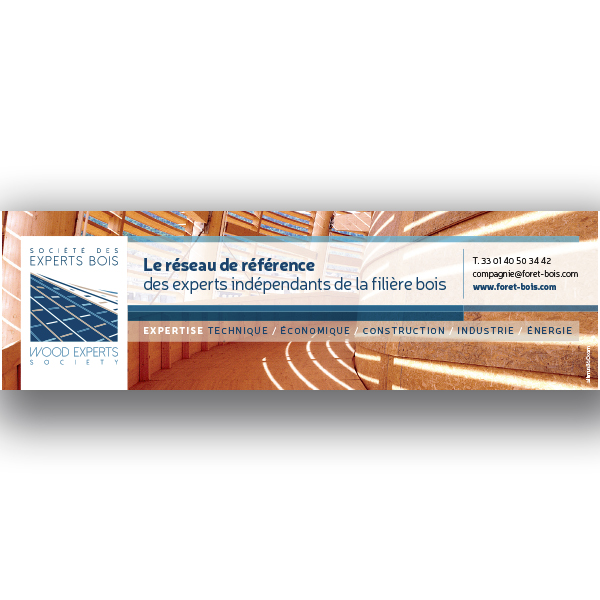 SOCIÉTÉ DES
EXPERTS BOIS
WOOD EXPERTS
SOCIETY
Le réseau de référence
des experts indépendants de la filière bois
T. 33 01 40 50 34 42
compagnie@foret-bois.com
www.foret-bois.com
EXPERTISE TECHNIQUE / ÉCONOMIQUE / CONSTRUCTION / INDUSTRIE / ÉNERGIE